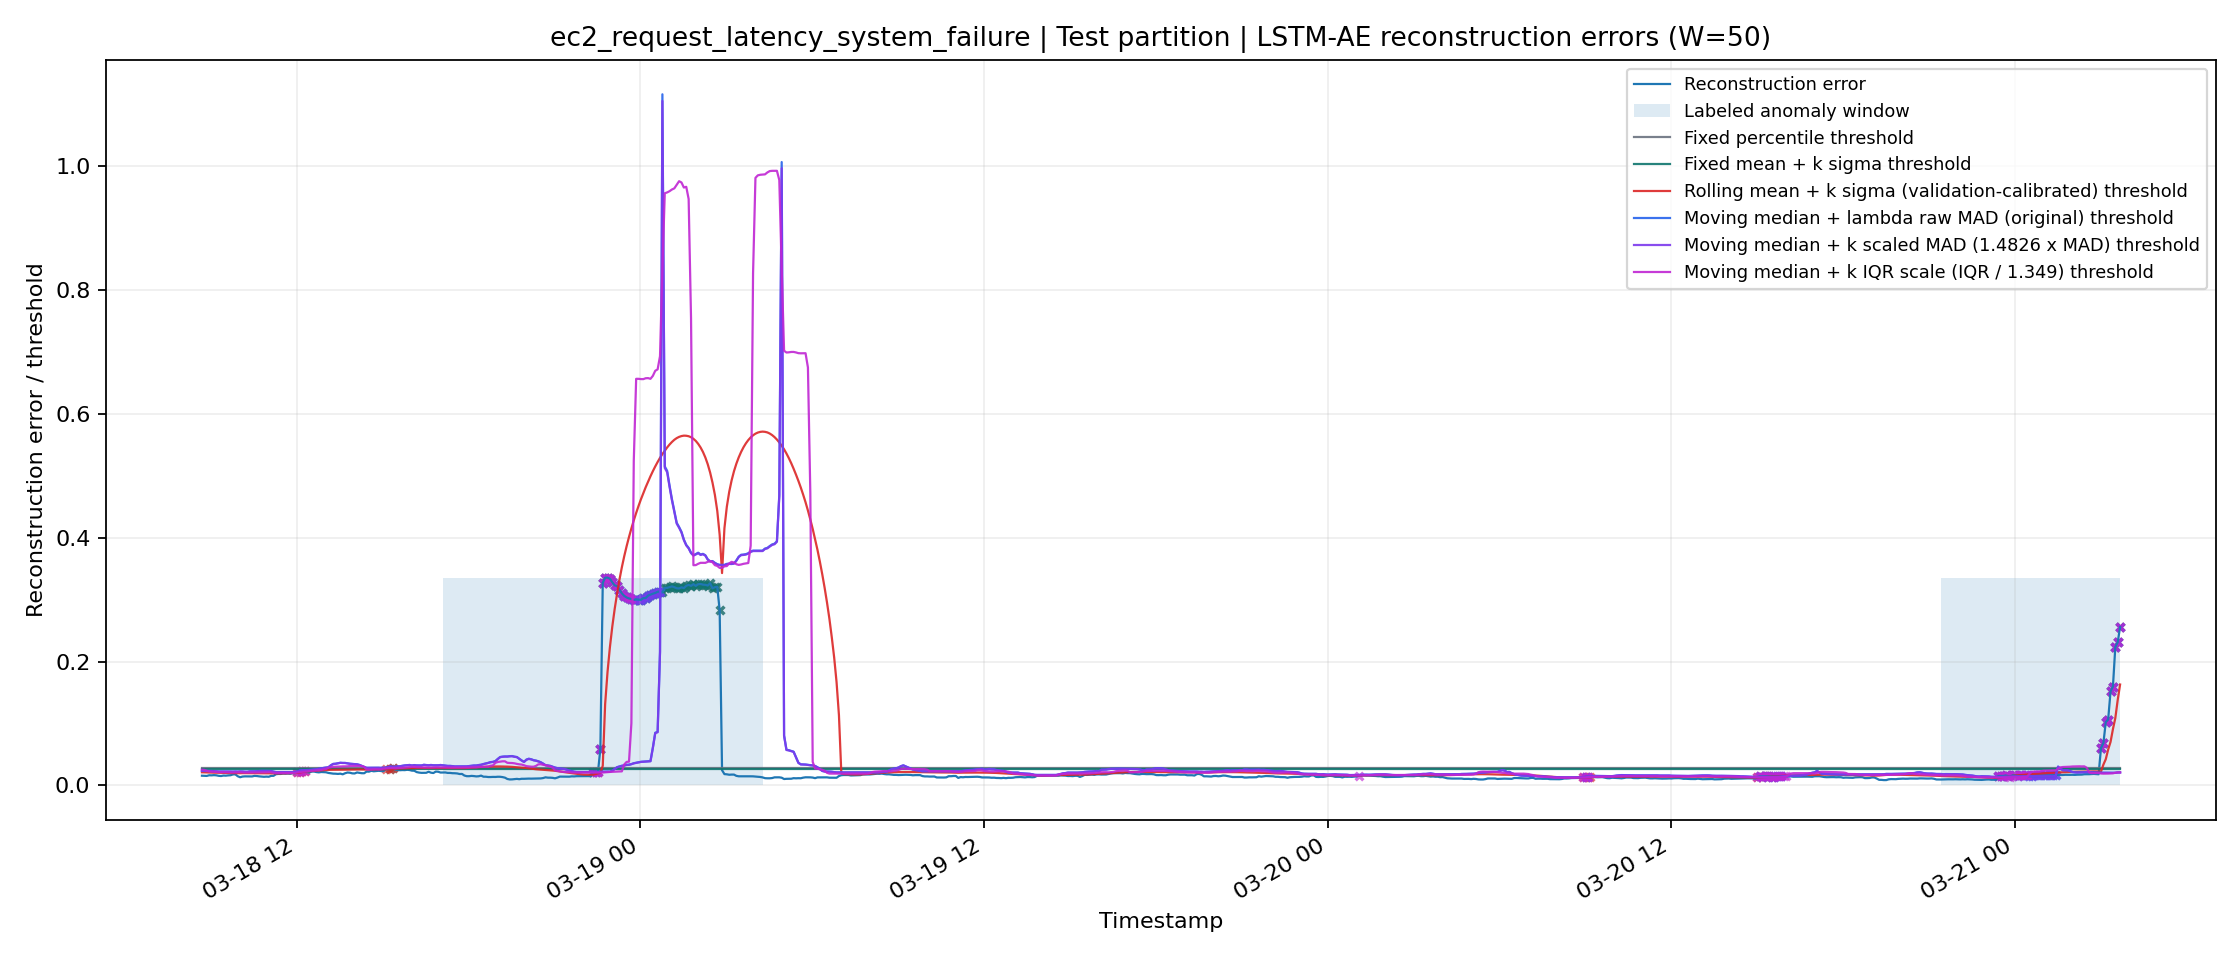 ec2_request_latency_system_failure | Test partition | LSTM-AE reconstruction errors (W=50)
Reconstruction error
Labeled anomaly window
Fixed percentile threshold
Fixed mean + k sigma threshold
Rolling mean + k sigma (validation-calibrated) threshold
Moving median + lambda raw MAD (original) threshold
Moving median + k scaled MAD (1.4826 x MAD) threshold
Moving median + k IQR scale (IQR / 1.349) threshold
Reconstruction error / threshold
1.0
0.8
0.6
0.4
0.2
0.0
03-18 12
03-19 00
03-19 12
03-20 00
03-20 12
03-21 00
Timestamp